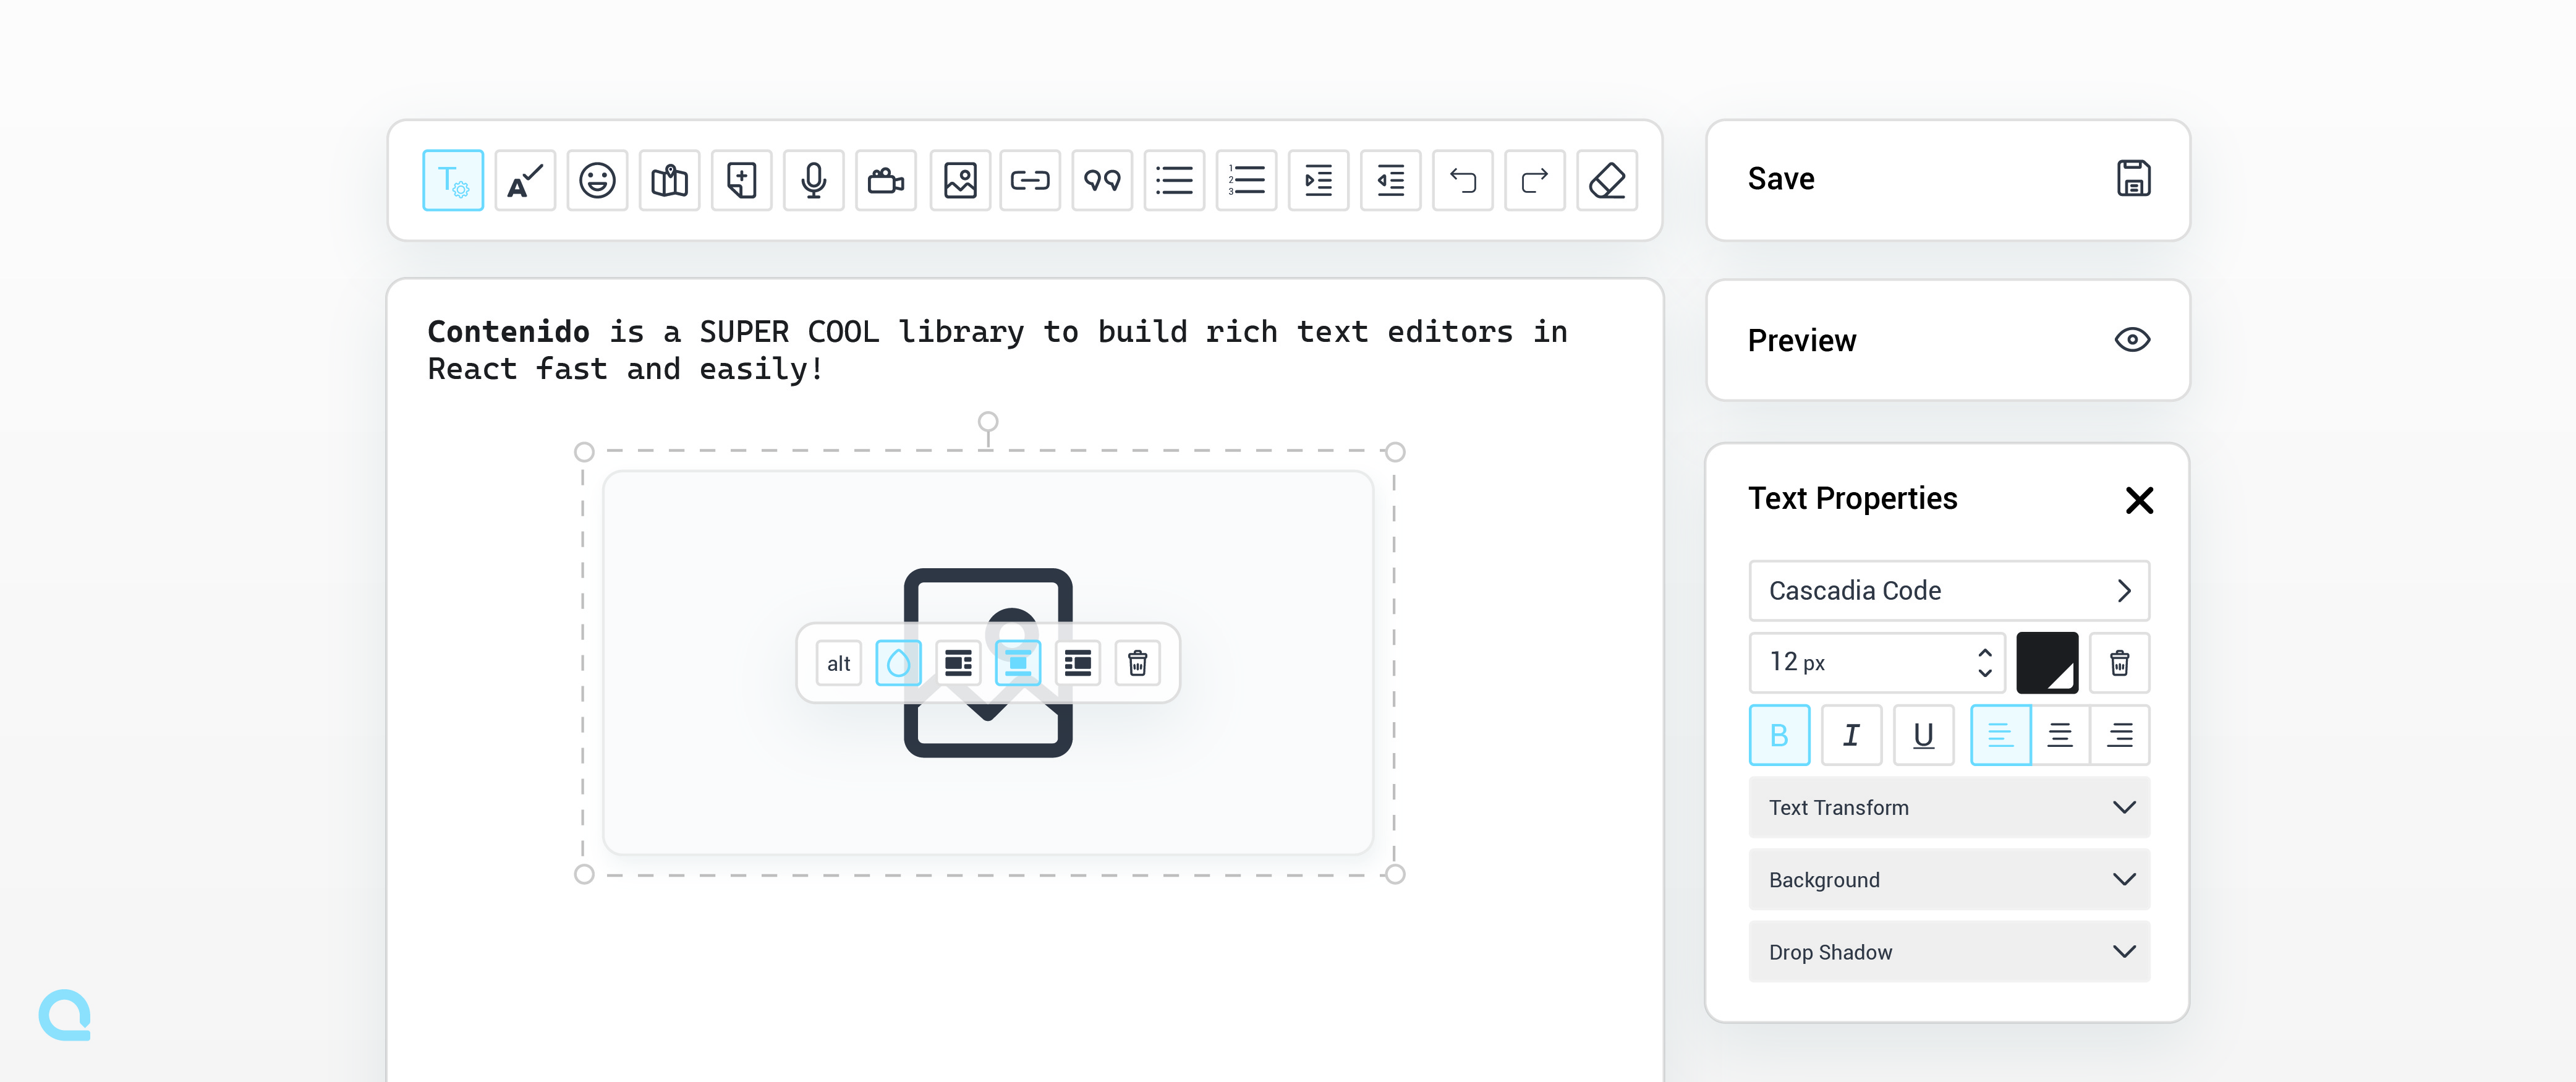 Save
Contenido is a SUPER COOL library to build rich text editors in
React fast and easily!
Preview
Text Properties
Cascadia Code
12 px
alt
B I U
Text Transform
Background
Drop Shadow